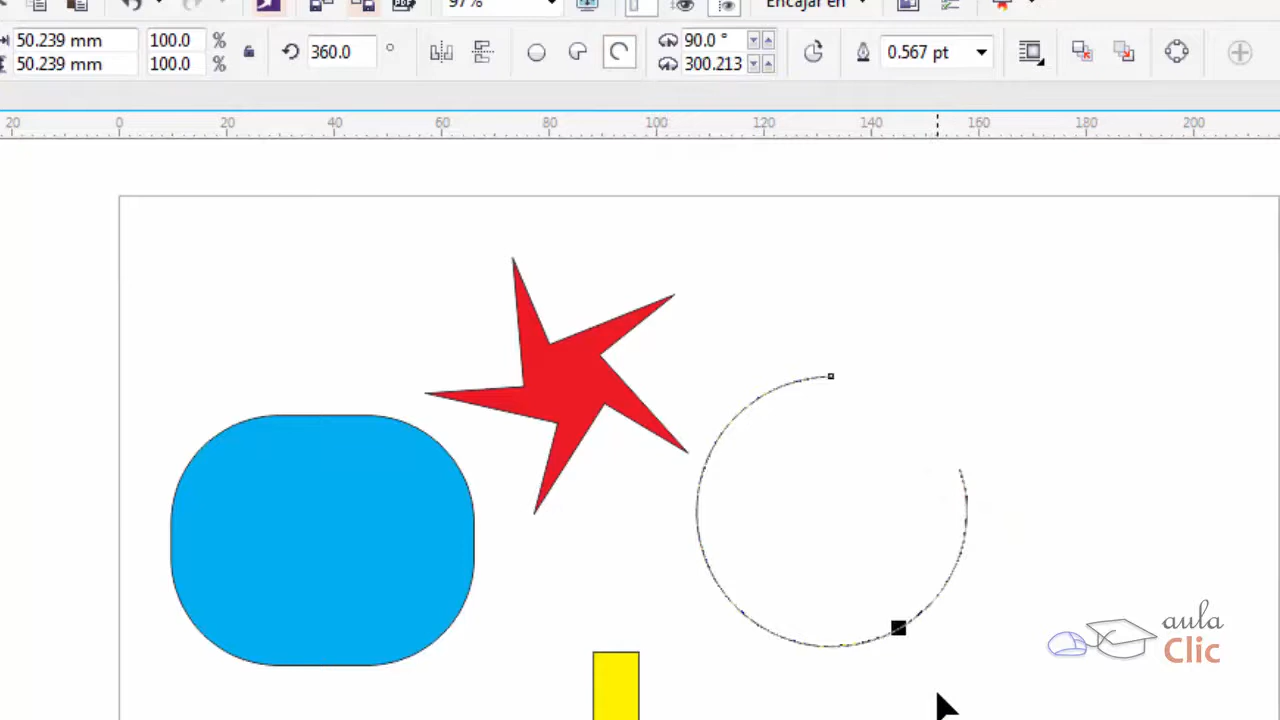 97%
Encajar en
50.239 mm 100.0 % 360.0 ° 90.0 ° 0.567 pt
50.239 mm 100.0 % 300.213
20 0 20 40 60 80 100 120 140 160 180 200
aula
Clic